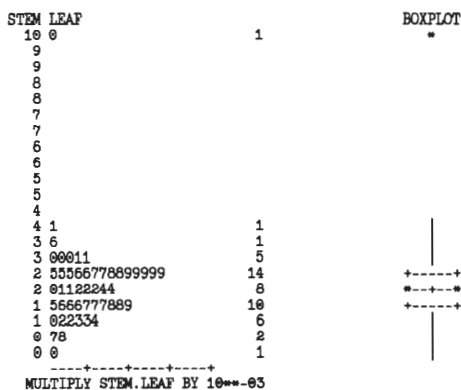 STEM LEAF BOXPLOT
10 0 1 *
9
9
8
8
7
7
6
6
5
5
4
4 1 1
3 6 1
3 00011 5
2 55566778899999 14 +-----+
2 01122244 8 *--+--*
1 5666777889 10 +-----+
1 022334 6
0 78 2
0 0 1
----+----+----+----+
MULTIPLY STEM.LEAF BY 10**-03